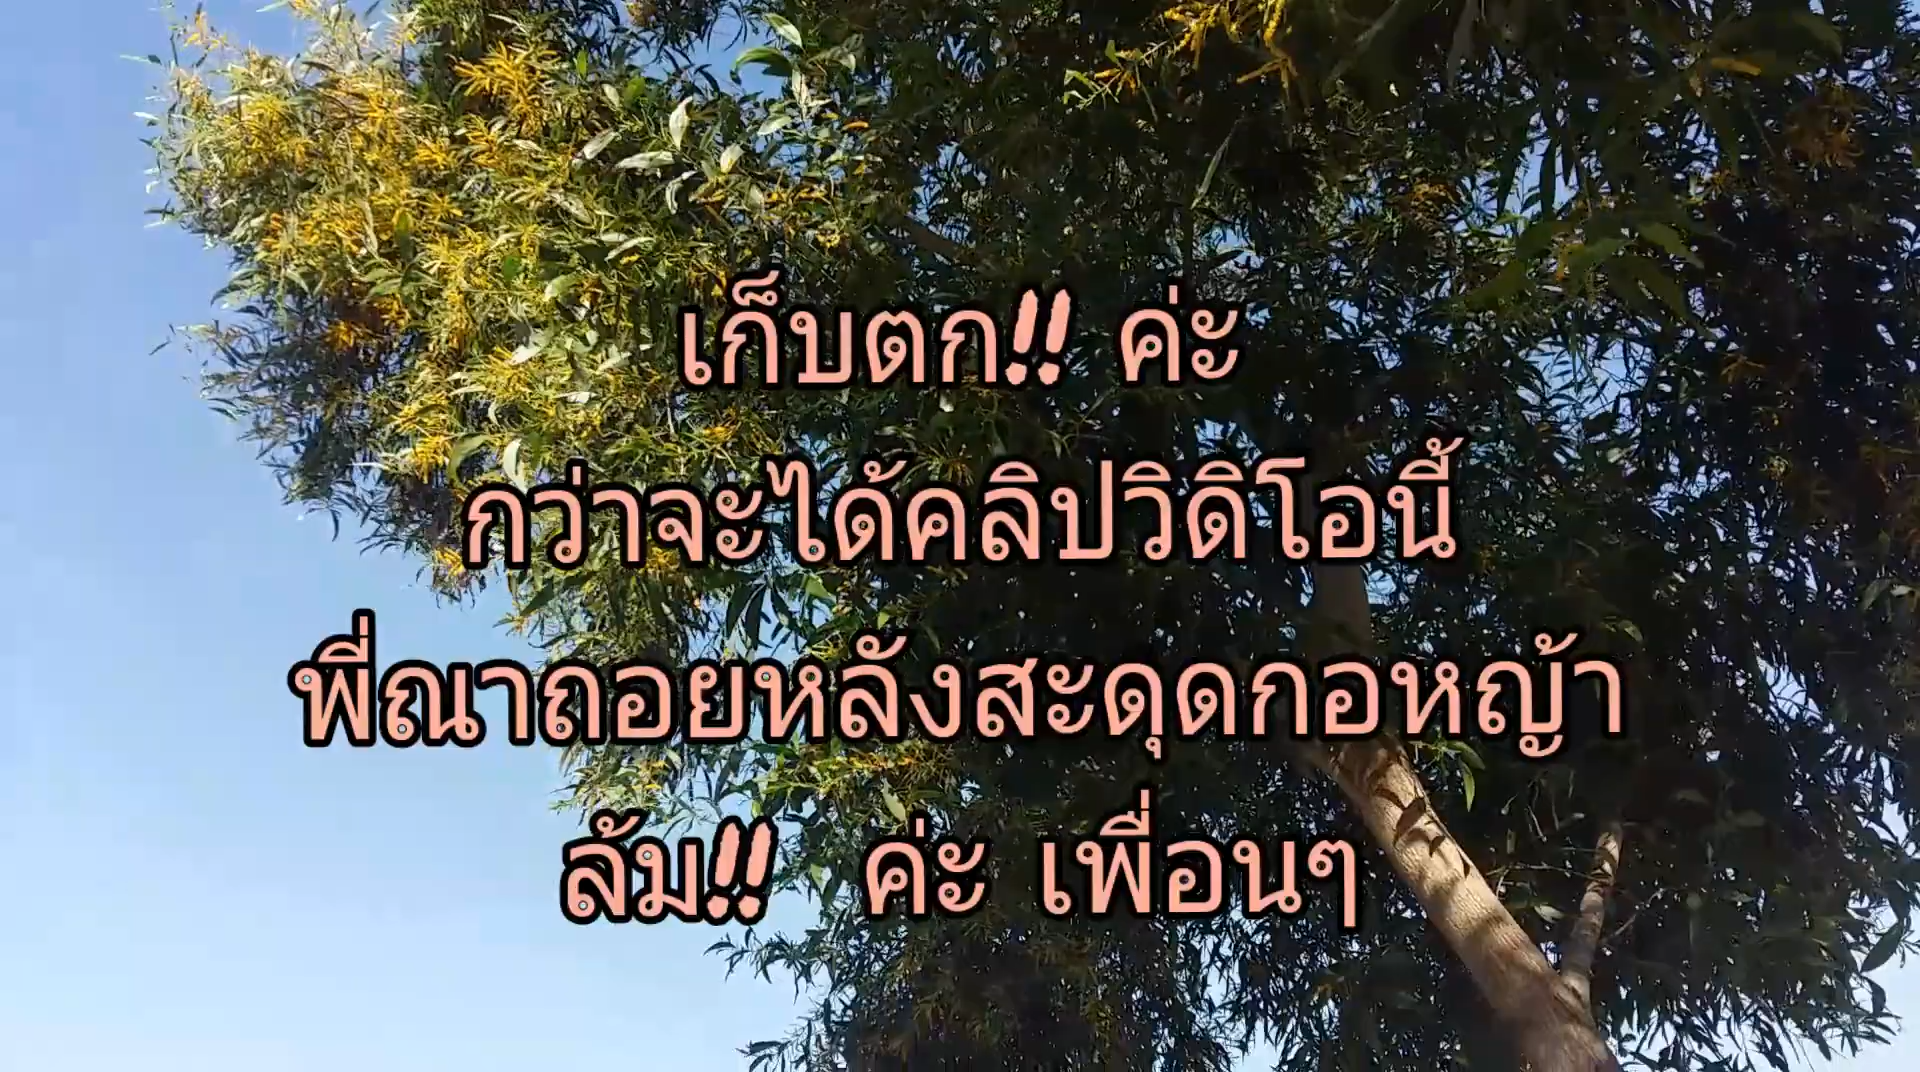 เก็บตก!! ค่ะ
กว่าจะได้คลิปวิดิโอนี้
พี่ณาถอยหลังสะดุดกอหญ้า
ล้ม!! ค่ะ เพื่อนๆ